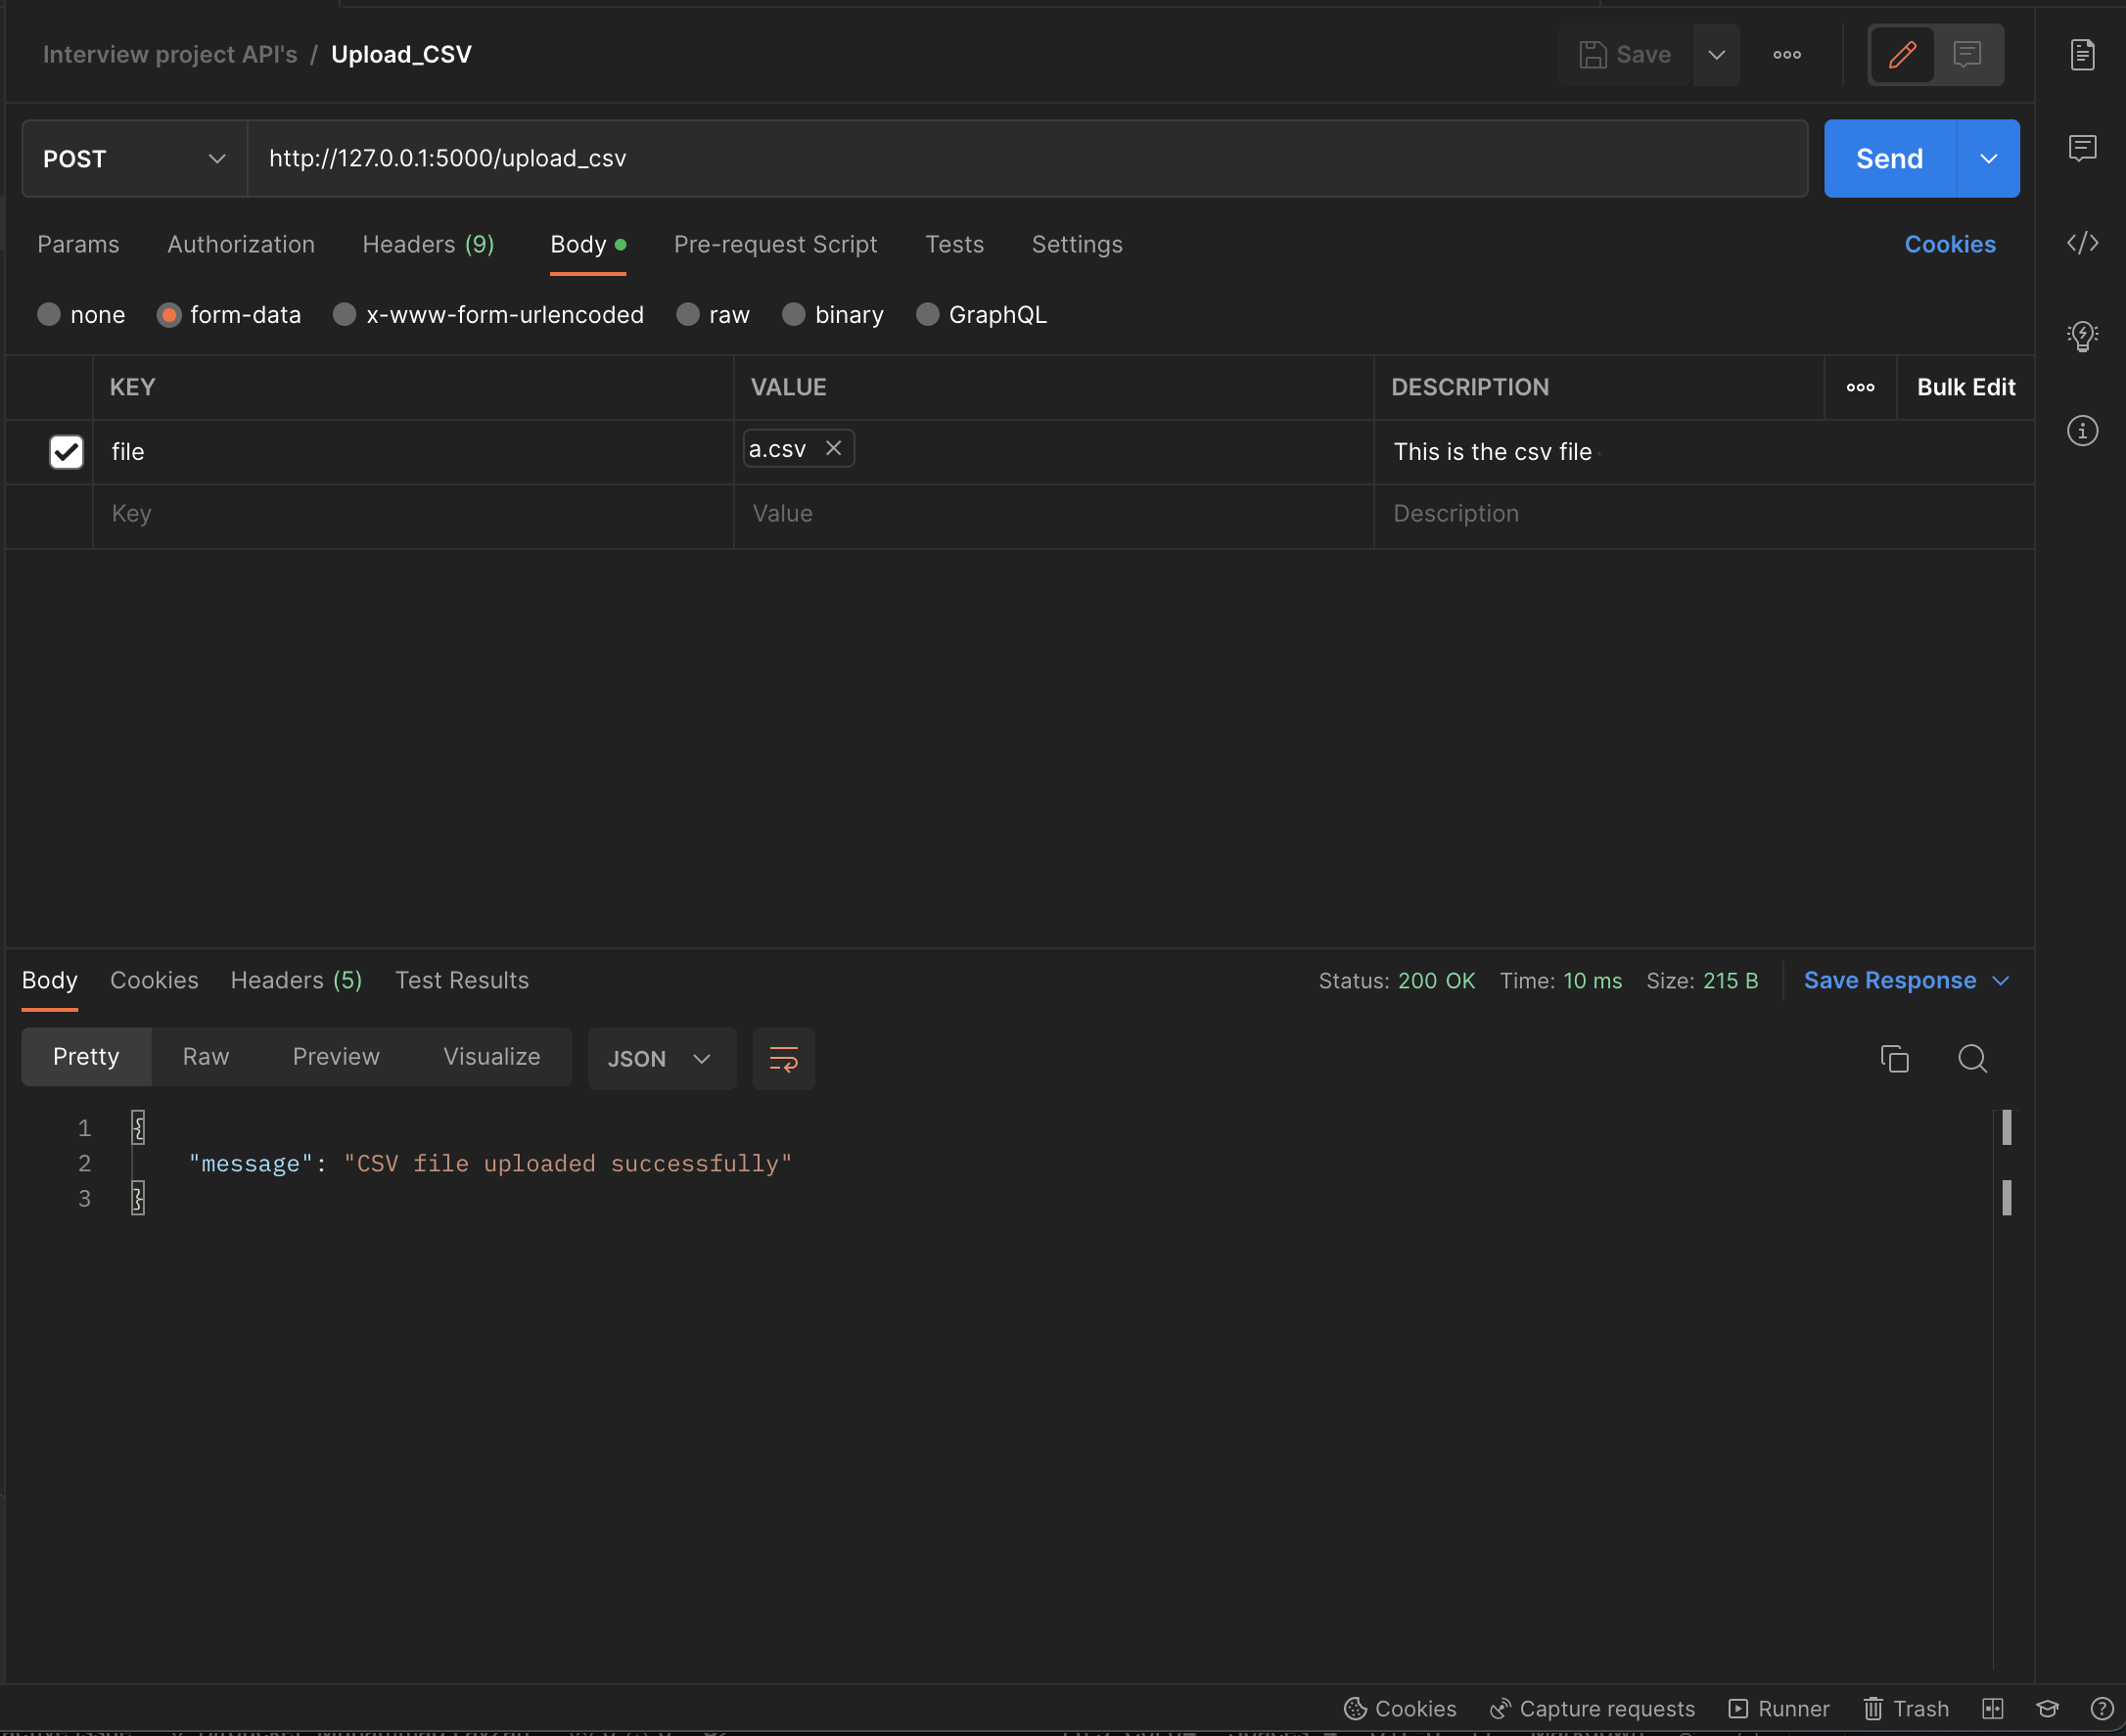 Interview project API's / Upload_CSV
Save
POST http://127.0.0.1:5000/upload_csv Send
Params Authorization Headers (9) Body Pre-request Script Tests Settings Cookies
none form-data x-www-form-urlencoded raw binary GraphQL
KEY VALUE DESCRIPTION ooo Bulk Edit
file a.csv This is the csv file
Key Value Description
Body Cookies Headers (5) Test Results Status: 200 OK Time: 10 ms Size: 215 B Save Response
Pretty Raw Preview Visualize JSON
1 {
2 "message": "CSV file uploaded successfully"
3 }
Cookies Capture requests Runner Trash